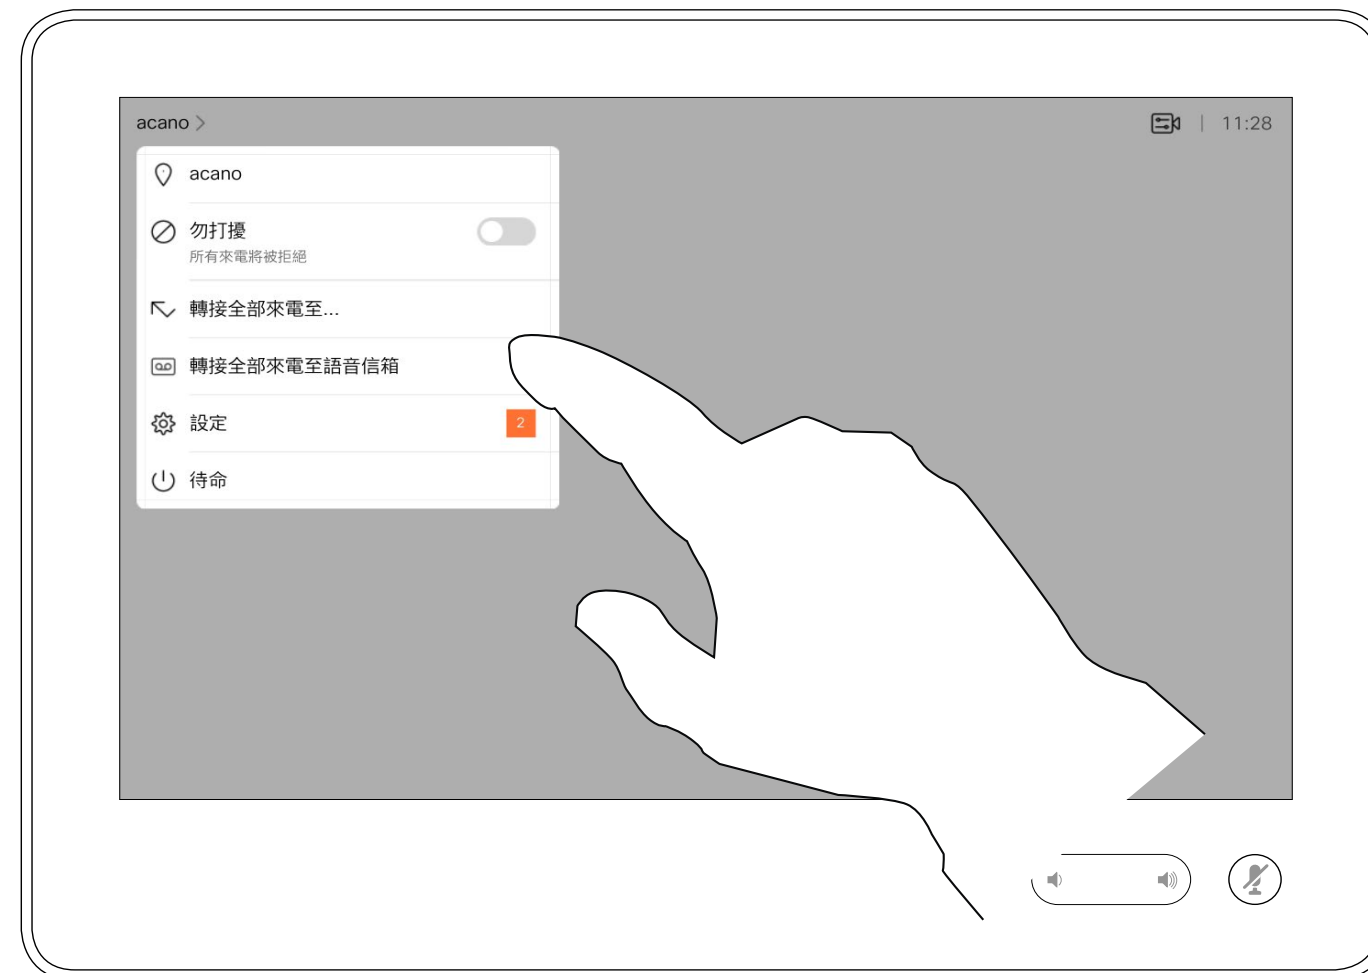 acano
11:28
acano
勿打擾
所有來電將被拒絕
轉接全部來電至...
轉接全部來電至語音信箱
設定
2
待命